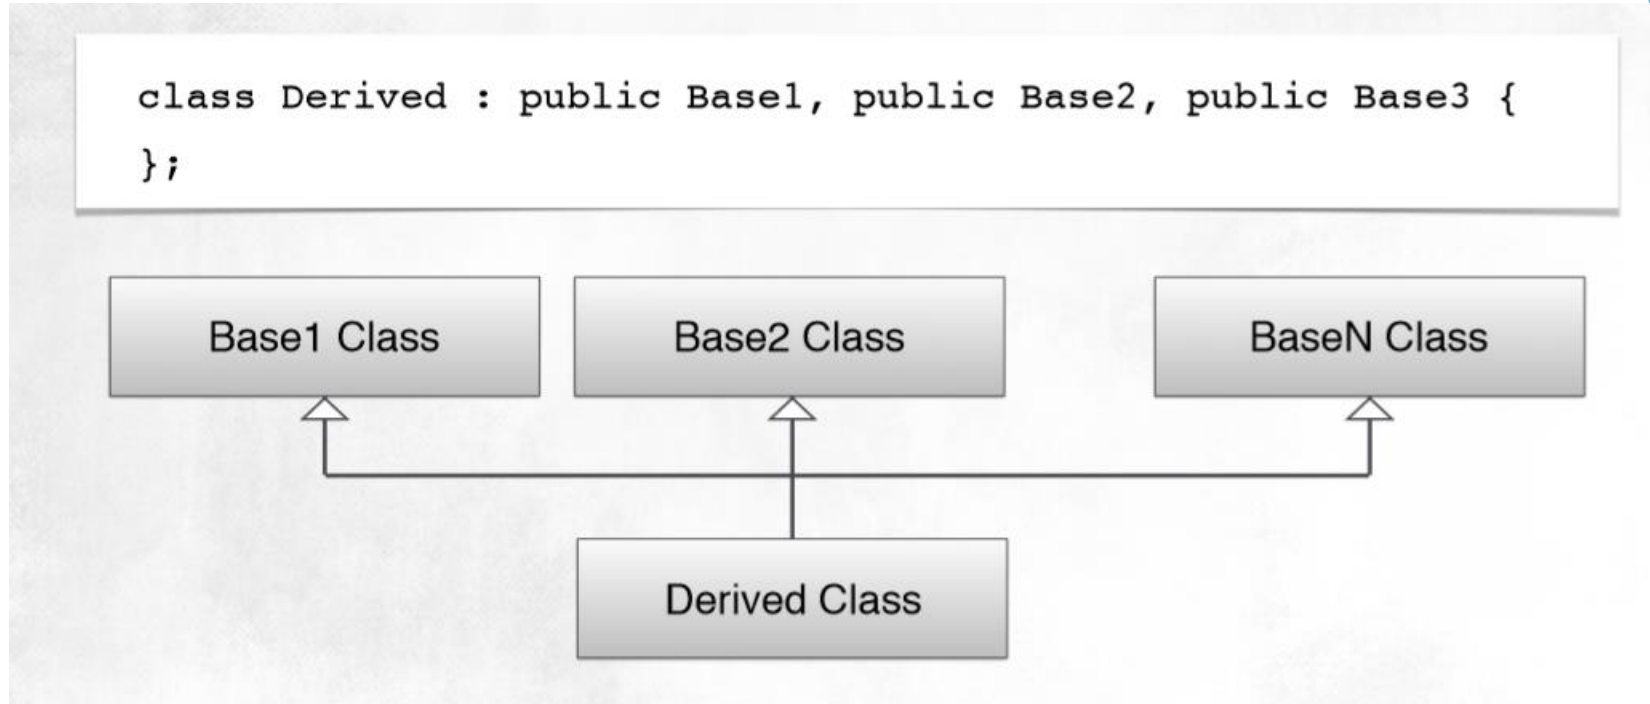 class Derived : public Base1, public Base2, public Base3 {
};
Base1 Class
Base2 Class
BaseN Class
Derived Class